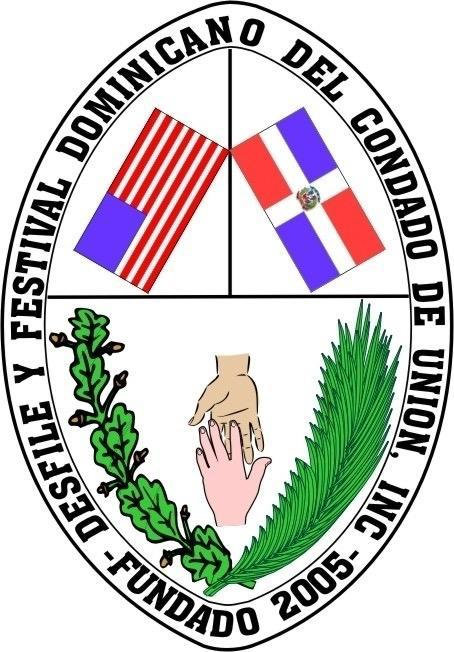 DESFILE Y FESTIVAL DOMINICANO DEL CONDADO DE UNION, INC
-FUNDADO 2005-